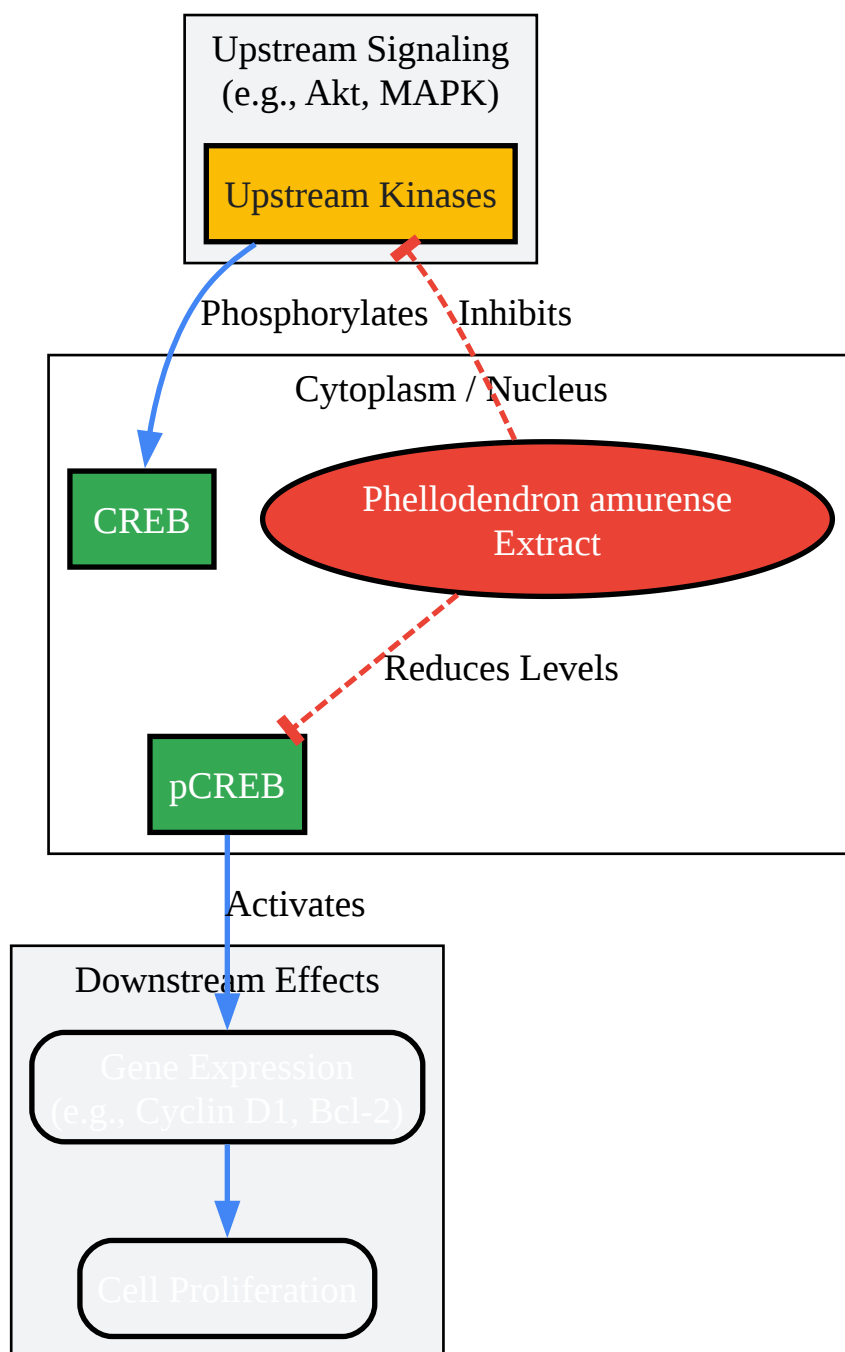 Upstream Signaling
(e.g., Akt, MAPK)
Upstream Kinases
Phosphorylates
Inhibits
Cytoplasm / Nucleus
CREB
Phellodendron amurense
Extract
Reduces Levels
pCREB
Activates
Downstream Effects
Gene Expression
(e.g., Cyclin D1, Bcl-2)
Cell Proliferation